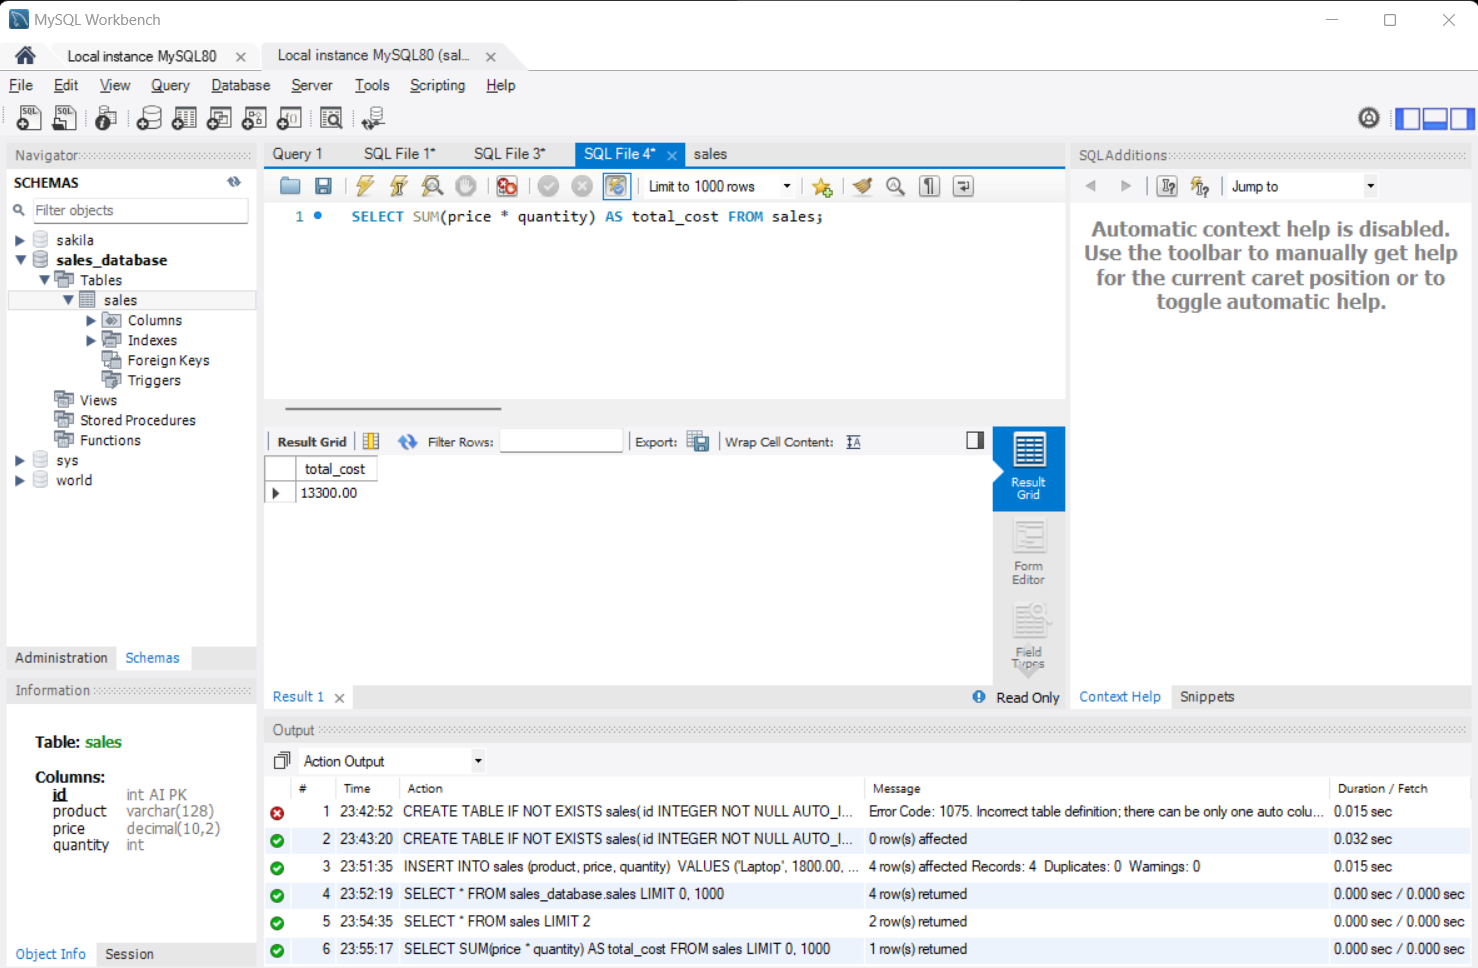 MySQL Workbench
Local instance MySQL80
Local instance MySQL80 (sal...
File Edit View Query Database Server Tools Scripting Help
Navigator
SCHEMAS
Filter objects
sakila
sales_database
Tables
sales
Columns
Indexes
Foreign Keys
Triggers
Views
Stored Procedures
Functions
sys
world
Administration Schemas
Information
Table: sales
Columns:
id int AI PK
product varchar(128)
price decimal(10,2)
quantity int
Object Info Session
Query 1 SQL File 1* SQL File 3* SQL File 4* sales
Limit to 1000 rows
1 SELECT SUM(price * quantity) AS total_cost FROM sales;
Result Grid Filter Rows: Export: Wrap Cell Content:
total_cost
13300.00
Result
Grid
Form
Editor
Field
Types
Result 1 Read Only
SQLAdditions
Jump to
Automatic context help is disabled.
Use the toolbar to manually get help
for the current caret position or to
toggle automatic help.
Context Help Snippets
Output
Action Output
# Time Action Message Duration / Fetch
1 23:42:52 CREATE TABLE IF NOT EXISTS sales( id INTEGER NOT NULL AUTO_I... Error Code: 1075. Incorrect table definition; there can be only one auto colu... 0.015 sec
2 23:43:20 CREATE TABLE IF NOT EXISTS sales( id INTEGER NOT NULL AUTO_I... 0 row(s) affected 0.032 sec
3 23:51:35 INSERT INTO sales (product, price, quantity) VALUES ('Laptop', 1800.00, ... 4 row(s) affected Records: 4 Duplicates: 0 Warnings: 0 0.015 sec
4 23:52:19 SELECT * FROM sales_database.sales LIMIT 0, 1000 4 row(s) returned 0.000 sec / 0.000 sec
5 23:54:35 SELECT * FROM sales LIMIT 2 2 row(s) returned 0.000 sec / 0.000 sec
6 23:55:17 SELECT SUM(price * quantity) AS total_cost FROM sales LIMIT 0, 1000 1 row(s) returned 0.000 sec / 0.000 sec